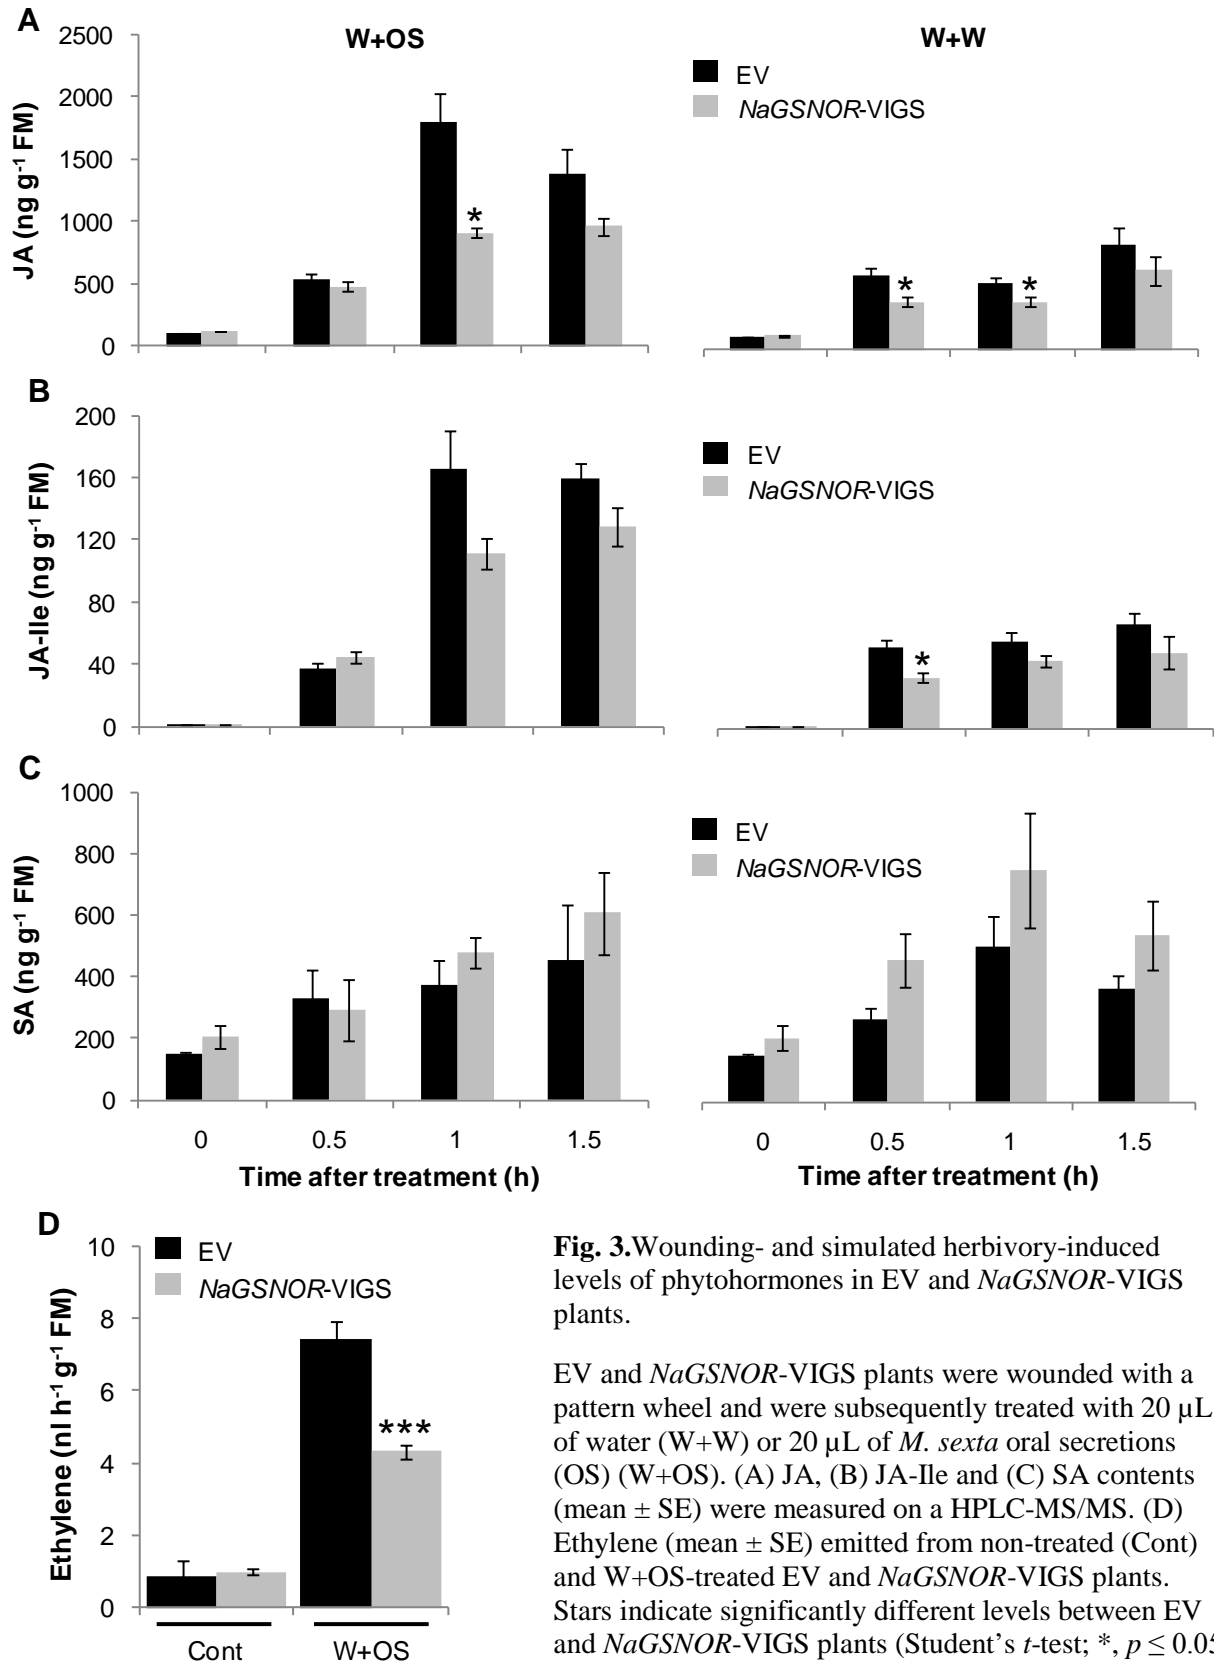 A
W+OS
W+W
2500
2000
1500
1000
500
0
JA (ng g⁻¹ FM)
EV
NaGSNOR-VIGS
*
*
*
B
200
160
120
80
40
0
JA-Ile (ng g⁻¹ FM)
EV
NaGSNOR-VIGS
*
C
1000
800
600
400
200
0
SA (ng g⁻¹ FM)
EV
NaGSNOR-VIGS
0 0.5 1 1.5
Time after treatment (h)
0 0.5 1 1.5
Time after treatment (h)
D
10
8
6
4
2
0
Ethylene (nl h⁻¹ g⁻¹ FM)
EV
NaGSNOR-VIGS
***
Cont
W+OS
Fig. 3.Wounding- and simulated herbivory-induced
levels of phytohormones in EV and NaGSNOR-VIGS
plants.
EV and NaGSNOR-VIGS plants were wounded with a
pattern wheel and were subsequently treated with 20 µL
of water (W+W) or 20 µL of M. sexta oral secretions
(OS) (W+OS). (A) JA, (B) JA-Ile and (C) SA contents
(mean ± SE) were measured on a HPLC-MS/MS. (D)
Ethylene (mean ± SE) emitted from non-treated (Cont)
and W+OS-treated EV and NaGSNOR-VIGS plants.
Stars indicate significantly different levels between EV
and NaGSNOR-VIGS plants (Student’s t-test; *, p ≤ 0.05